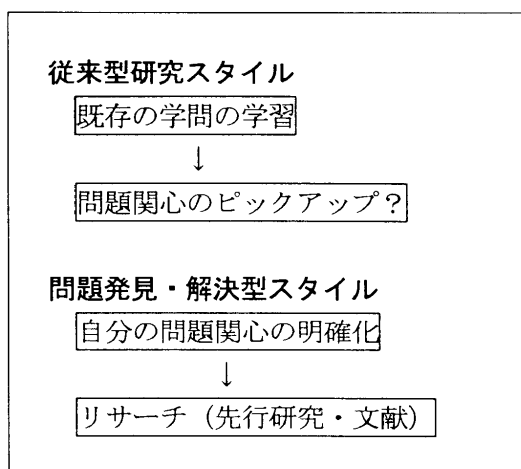 従来型研究スタイル
既存の学問の学習
↓
問題関心のピックアップ?
問題発見・解決型スタイル
自分の問題関心の明確化
↓
リサーチ(先行研究・文献)